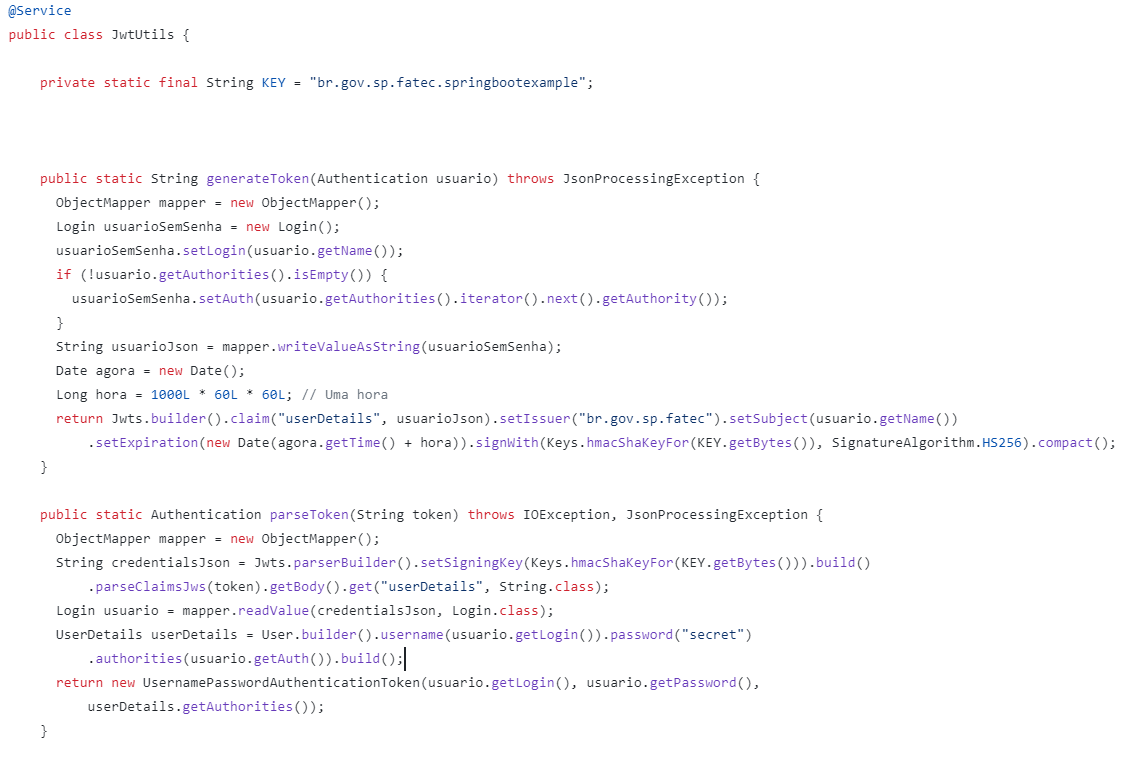 @Service
public class JwtUtils {
private static final String KEY = "br.gov.sp.fatec.springbootexample";
public static String generateToken(Authentication usuario) throws JsonProcessingException {
ObjectMapper mapper = new ObjectMapper();
Login usuarioSemSenha = new Login();
usuarioSemSenha.setLogin(usuario.getName());
if (!usuario.getAuthorities().isEmpty()) {
usuarioSemSenha.setAuth(usuario.getAuthorities().iterator().next().getAuthority());
}
String usuarioJson = mapper.writeValueAsString(usuarioSemSenha);
Date agora = new Date();
Long hora = 1000L * 60L * 60L; // Uma hora
return Jwts.builder().claim("userDetails", usuarioJson).setIssuer("br.gov.sp.fatec").setSubject(usuario.getName())
.setExpiration(new Date(agora.getTime() + hora)).signWith(Keys.hmacShaKeyFor(KEY.getBytes()), SignatureAlgorithm.HS256).compact();
}
public static Authentication parseToken(String token) throws IOException, JsonProcessingException {
ObjectMapper mapper = new ObjectMapper();
String credentialsJson = Jwts.parserBuilder().setSigningKey(Keys.hmacShaKeyFor(KEY.getBytes())).build()
.parseClaimsJws(token).getBody().get("userDetails", String.class);
Login usuario = mapper.readValue(credentialsJson, Login.class);
UserDetails userDetails = User.builder().username(usuario.getLogin()).password("secret")
.authorities(usuario.getAuth()).build();
return new UsernamePasswordAuthenticationToken(usuario.getLogin(), usuario.getPassword(),
userDetails.getAuthorities());
}